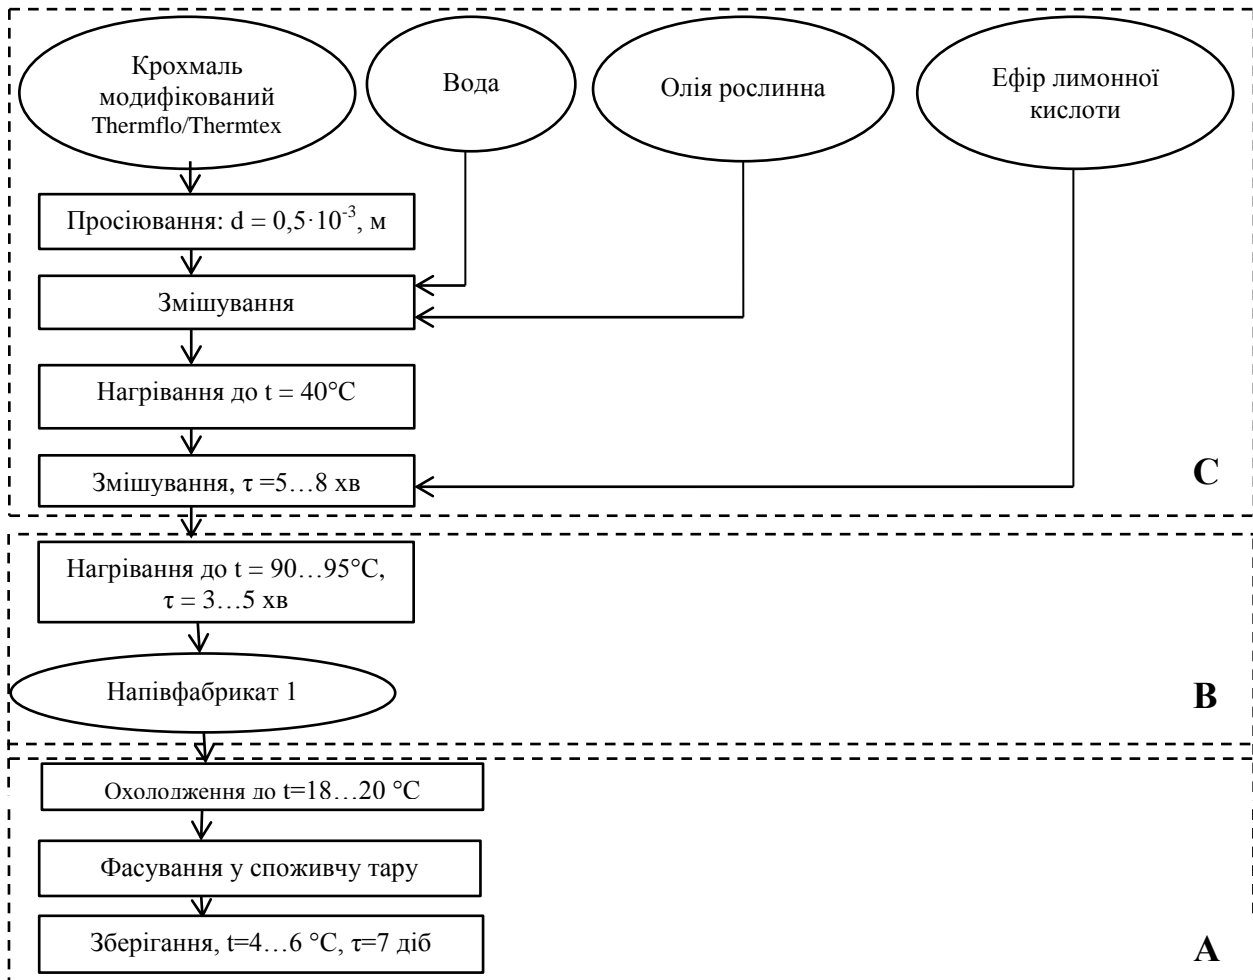 Крохмаль
модифікований
Thermflo/Thermtex
Вода
Олія рослинна
Ефір лимонної
кислоти
Просіювання: d = 0,5·10⁻³, м
Змішування
Нагрівання до t = 40°С
Змішування, τ =5…8 хв
С
Нагрівання до t = 90…95°С,
τ = 3…5 хв
Напівфабрикат 1
В
Охолодження до t=18…20 °С
Фасування у споживчу тару
Зберігання, t=4…6 °С, τ=7 діб
А